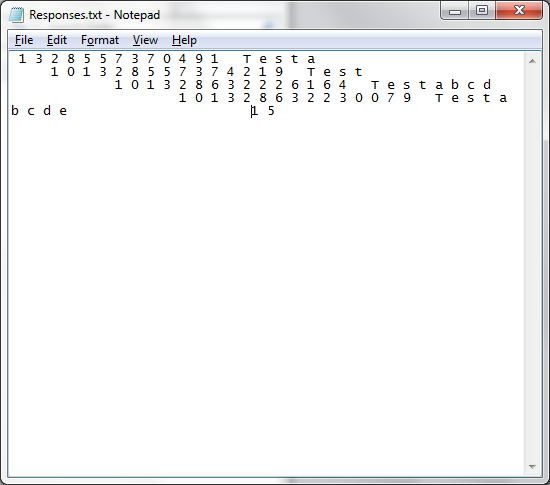 Responses.txt - Notepad
File Edit Format View Help
1 3 2 8 5 5 7 3 7 0 4 9 1   T e s t a
1 0 1 3 2 8 5 5 7 3 7 4 2 1 9   T e s t
1 0 1 3 2 8 6 3 2 2 2 6 1 6 4   T e s t a b c d
1 0 1 3 2 8 6 3 2 2 3 0 0 7 9   T e s t a
b c d e   1 5